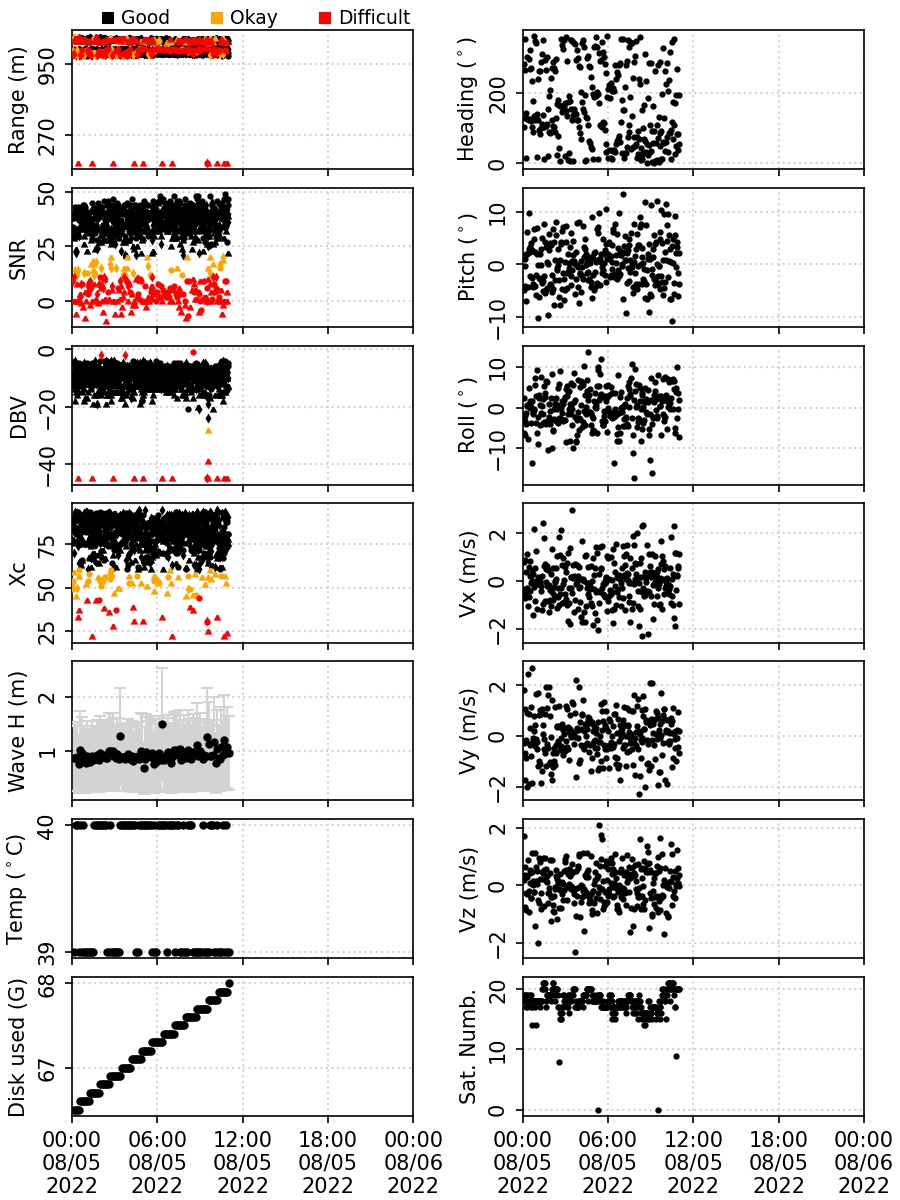 Good Okay Difficult
Range (m)
950
270
Heading (°)
200
0
SNR
50
25
0
Pitch (°)
10
0
−10
DBV
0
−20
−40
Roll (°)
10
0
−10
Xc
75
50
25
Vx (m/s)
2
0
−2
Wave H (m)
2
1
Vy (m/s)
2
0
−2
Temp (°C)
40
39
Vz (m/s)
2
0
−2
Disk used (G)
68
67
Sat. Numb.
20
10
0
00:00 06:00 12:00 18:00 00:00
08/05 08/05 08/05 08/05 08/06
2022 2022 2022 2022 2022
00:00 06:00 12:00 18:00 00:00
08/05 08/05 08/05 08/05 08/06
2022 2022 2022 2022 2022